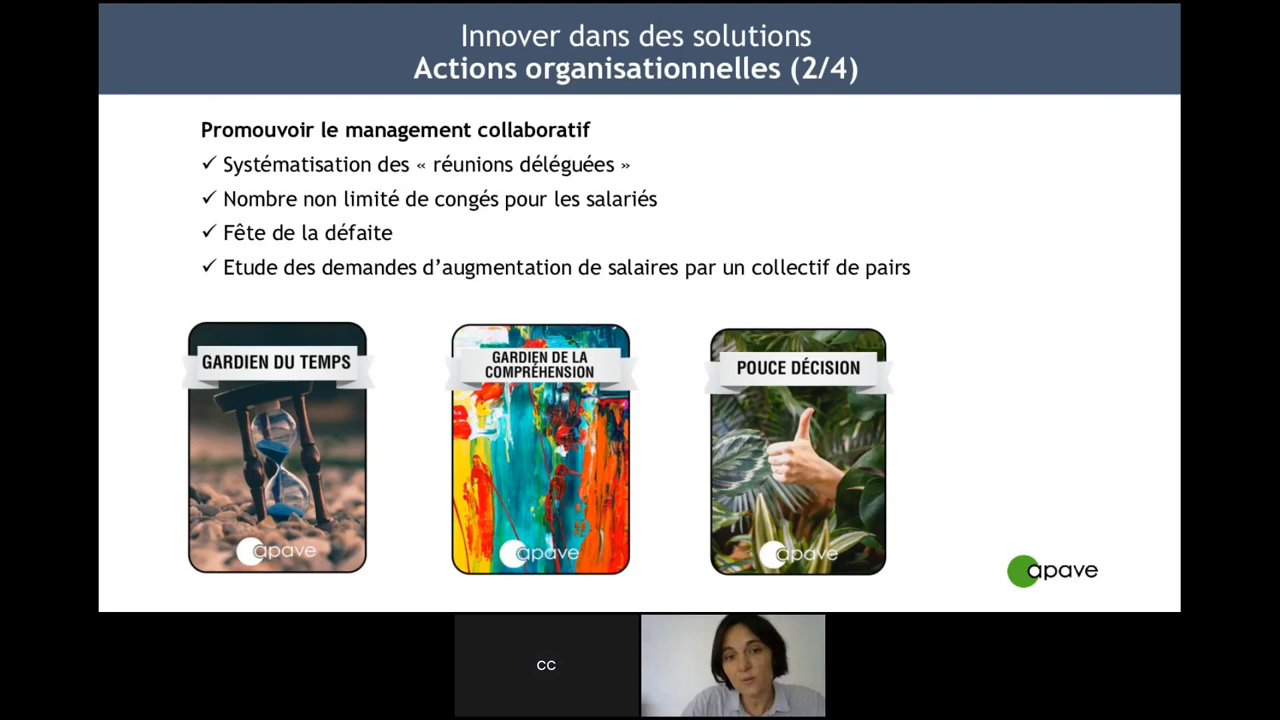 Innover dans des solutions
Actions organisationnelles (2/4)
Promouvoir le management collaboratif
✓ Systématisation des « réunions déléguées »
✓ Nombre non limité de congés pour les salariés
✓ Fête de la défaite
✓ Etude des demandes d’augmentation de salaires par un collectif de pairs
GARDIEN DU TEMPS
apave
GARDIEN DE LA
COMPRÉHENSION
apave
POUCE DÉCISION
apave
apave
CC